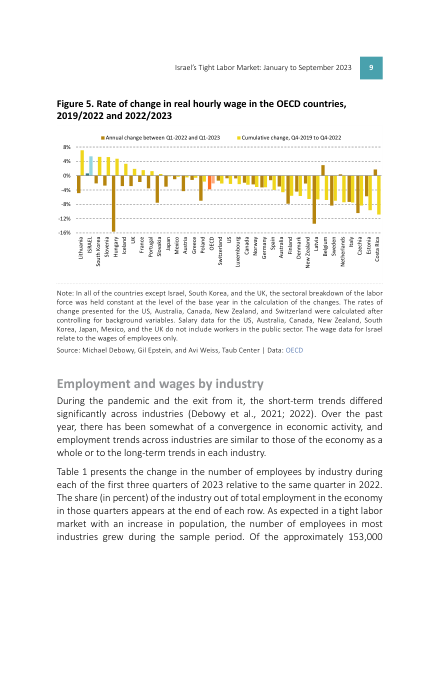 Israel's Tight Labor Market: January to September 2023 9
Figure 5. Rate of change in real hourly wage in the OECD countries,
2019/2022 and 2022/2023
Annual change between Q1-2022 and Q1-2023 Cumulative change, Q4-2019 to Q4-2022
8%
4%
0%
-4%
-8%
-12%
-16%
Lithuania
ISRAEL
South Korea
Slovenia
Hungary
Iceland
UK
France
Portugal
Slovakia
Japan
Mexico
Austria
Greece
Poland
OECD
Switzerland
US
Luxembourg
Canada
Norway
Germany
Spain
Australia
Finland
Denmark
New Zealand
Latvia
Belgium
Sweden
Netherlands
Italy
Czechia
Estonia
Costa Rica
Note: In all of the countries except Israel, South Korea, and the UK, the sectoral breakdown of the labor
force was held constant at the level of the base year in the calculation of the changes. The rates of
change presented for the US, Australia, Canada, New Zealand, and Switzerland were calculated after
controlling for background variables. Salary data for the US, Australia, Canada, New Zealand, South
Korea, Japan, Mexico, and the UK do not include workers in the public sector. The wage data for Israel
relate to the wages of employees only.
Source: Michael Debowy, Gil Epstein, and Avi Weiss, Taub Center | Data: OECD
Employment and wages by industry
During the pandemic and the exit from it, the short-term trends differed
significantly across industries (Debowy et al., 2021; 2022). Over the past
year, there has been somewhat of a convergence in economic activity, and
employment trends across industries are similar to those of the economy as a
whole or to the long-term trends in each industry.
Table 1 presents the change in the number of employees by industry during
each of the first three quarters of 2023 relative to the same quarter in 2022.
The share (in percent) of the industry out of total employment in the economy
in those quarters appears at the end of each row. As expected in a tight labor
market with an increase in population, the number of employees in most
industries grew during the sample period. Of the approximately 153,000